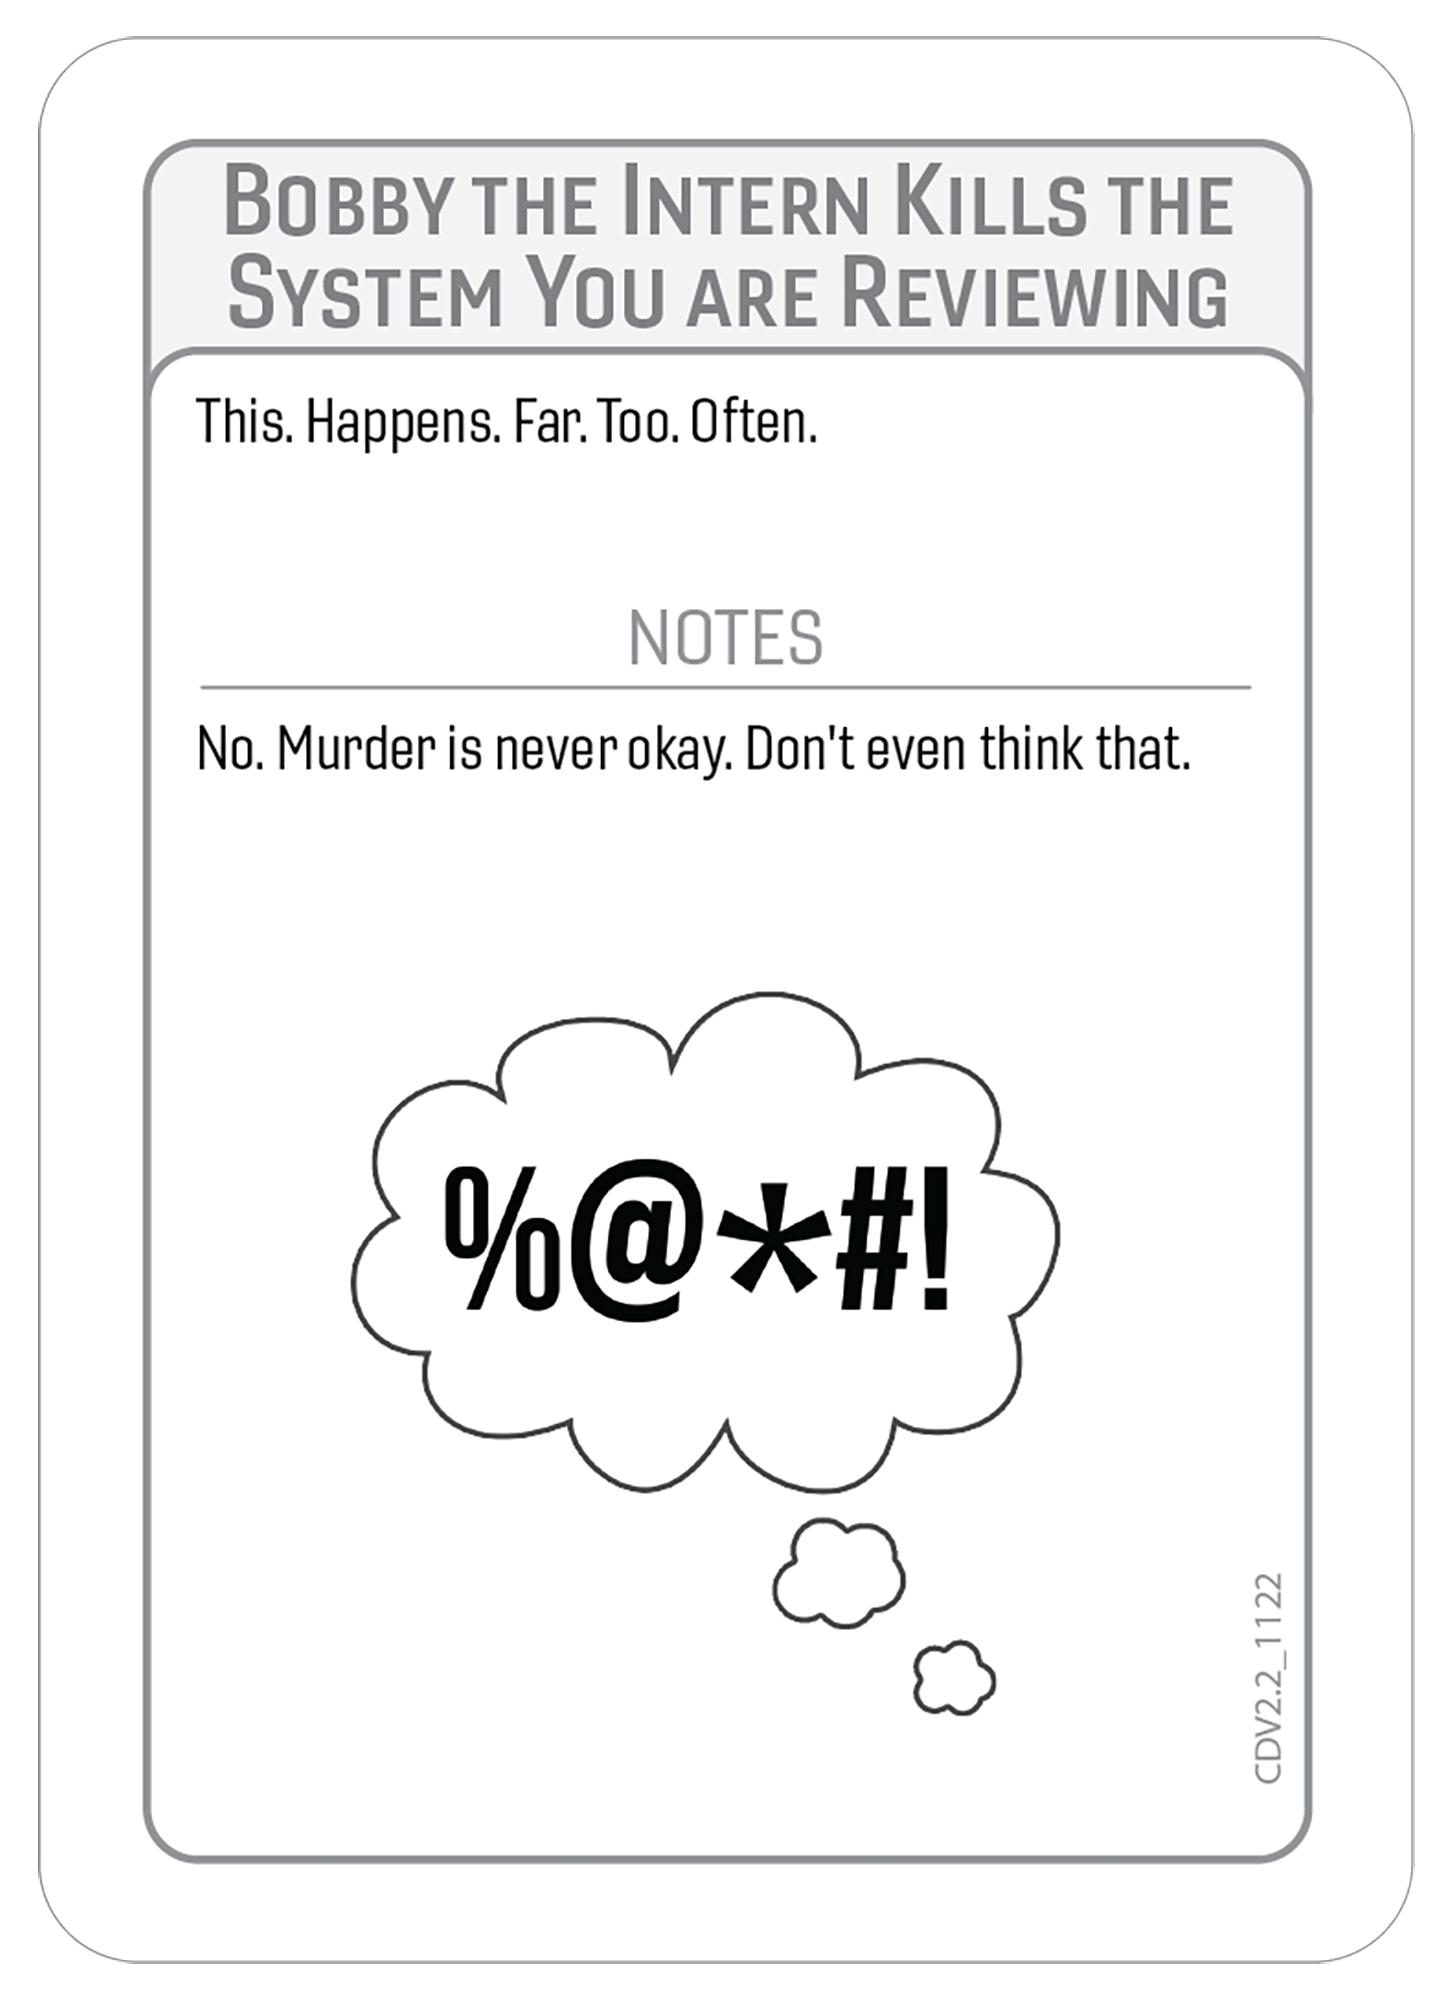 BOBBY THE INTERN KILLS THE
SYSTEM YOU ARE REVIEWING
This. Happens. Far. Too. Often.
NOTES
No. Murder is never okay. Don't even think that.
%@*#!
CDV2.2_1122